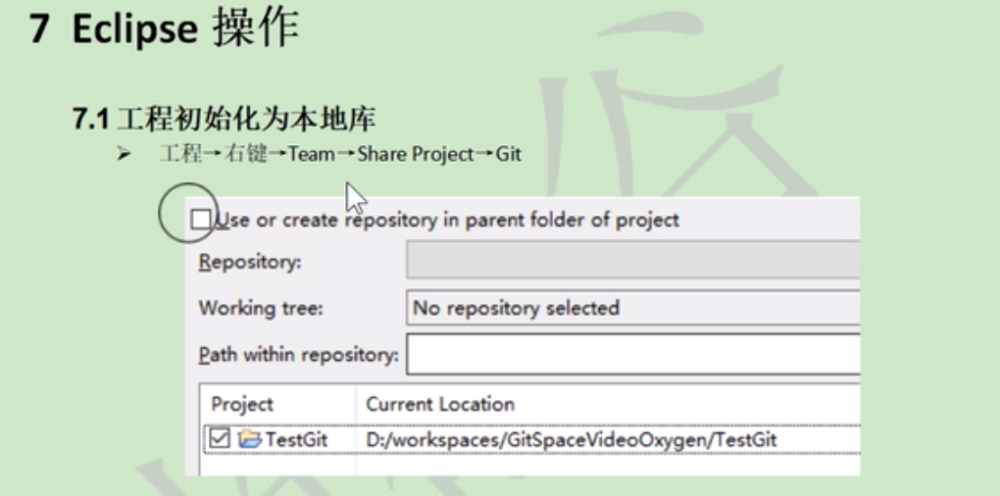 7 Eclipse 操作
7.1 工程初始化为本地库
➢ 工程→右键→Team→Share Project→Git
Use or create repository in parent folder of project
Repository:
Working tree: No repository selected
Path within repository:
Project Current Location
TestGit D:/workspaces/GitSpaceVideoOxygen/TestGit